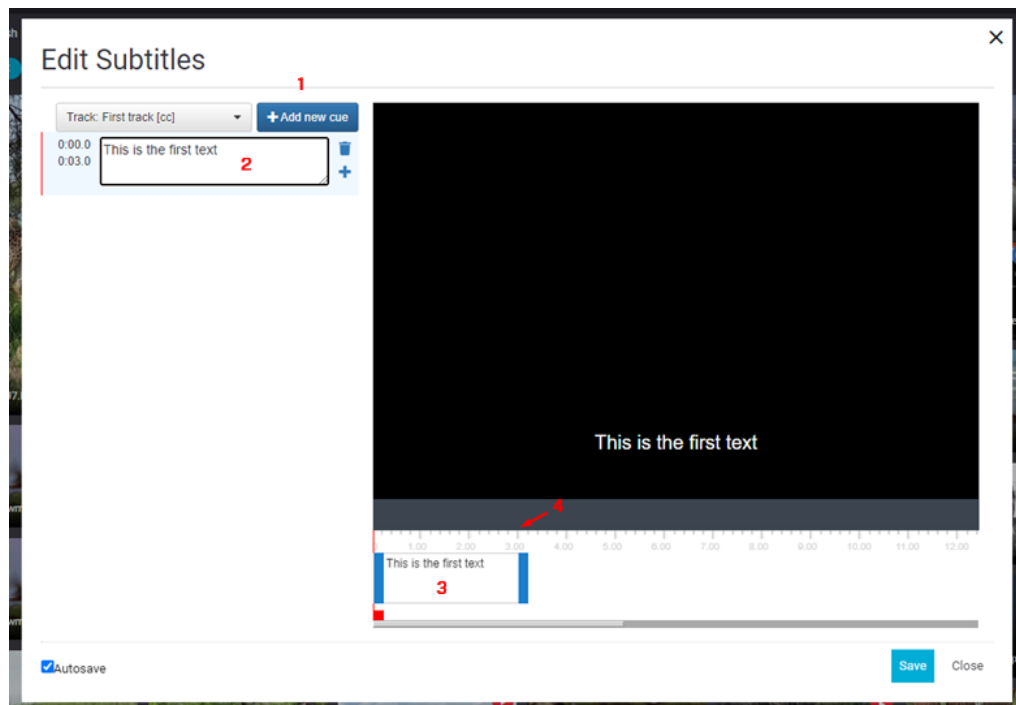 Edit Subtitles
1
Track: First track [cc]
+ Add new cue
0:00.0
0:03.0
This is the first text
2
This is the first text
4
1.00 2.00 3.00 4.00 5.00 6.00 7.00 8.00 9.00 10.00 11.00 12.00
This is the first text
3
Autosave
Save
Close